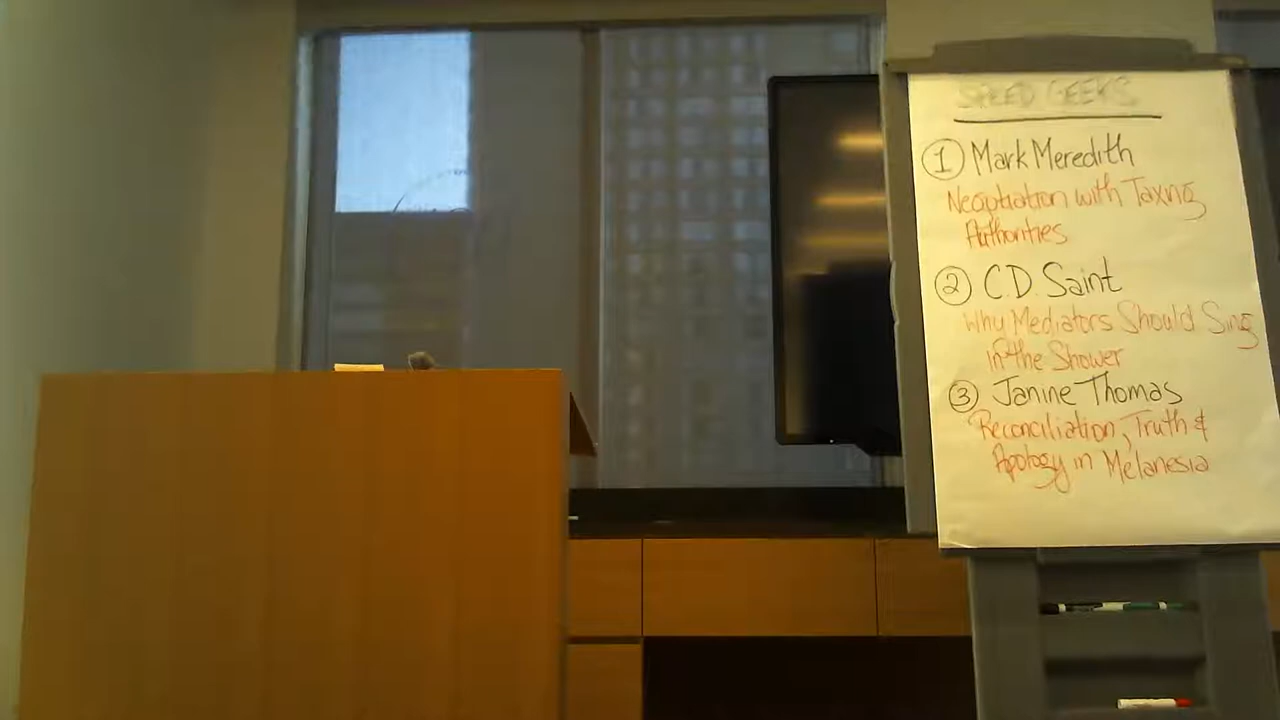 SPEED GEEKS
① Mark Meredith
Negotiation with Taxing
Authorities
② C.D. Saint
Why Mediators Should Sing
in the Shower
③ Janine Thomas
Reconciliation, Truth &
Apology in Melanesia